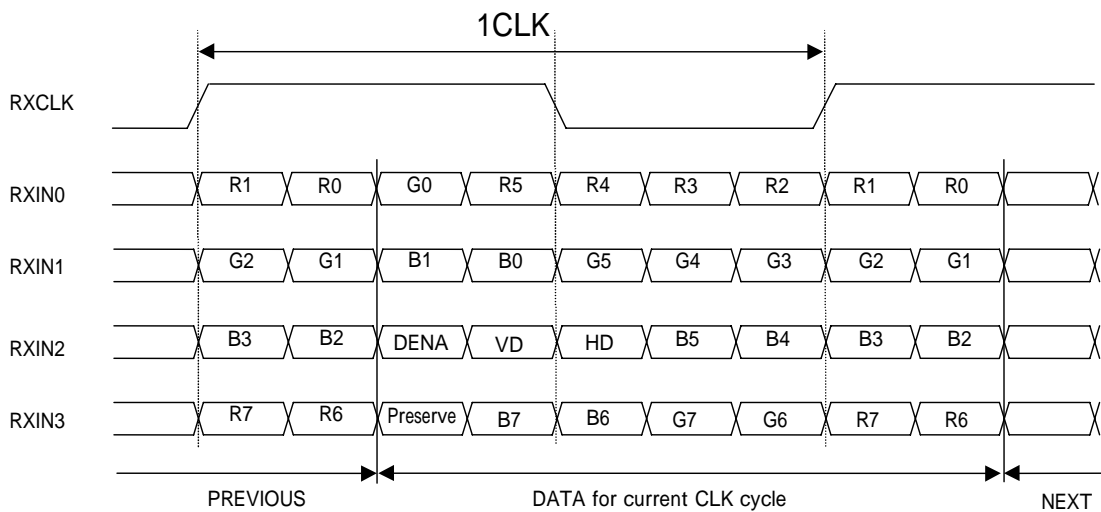 1CLK
RXCLK
RXIN0 R1 R0 G0 R5 R4 R3 R2 R1 R0
RXIN1 G2 G1 B1 B0 G5 G4 G3 G2 G1
RXIN2 B3 B2 DENA VD HD B5 B4 B3 B2
RXIN3 R7 R6 Preserve B7 B6 G7 G6 R7 R6
PREVIOUS DATA for current CLK cycle NEXT